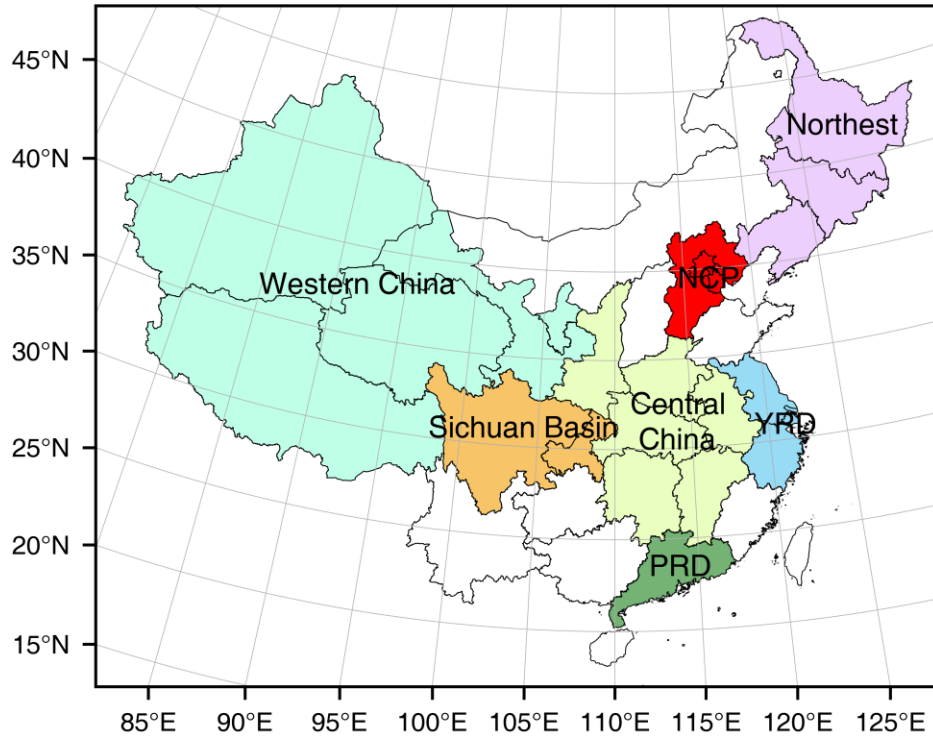 45°N
40°N
35°N
30°N
25°N
20°N
15°N
Northest
NCP
Western China
Central
China
Sichuan Basin
YRD
PRD
85°E 90°E 95°E 100°E 105°E 110°E 115°E 120°E 125°E